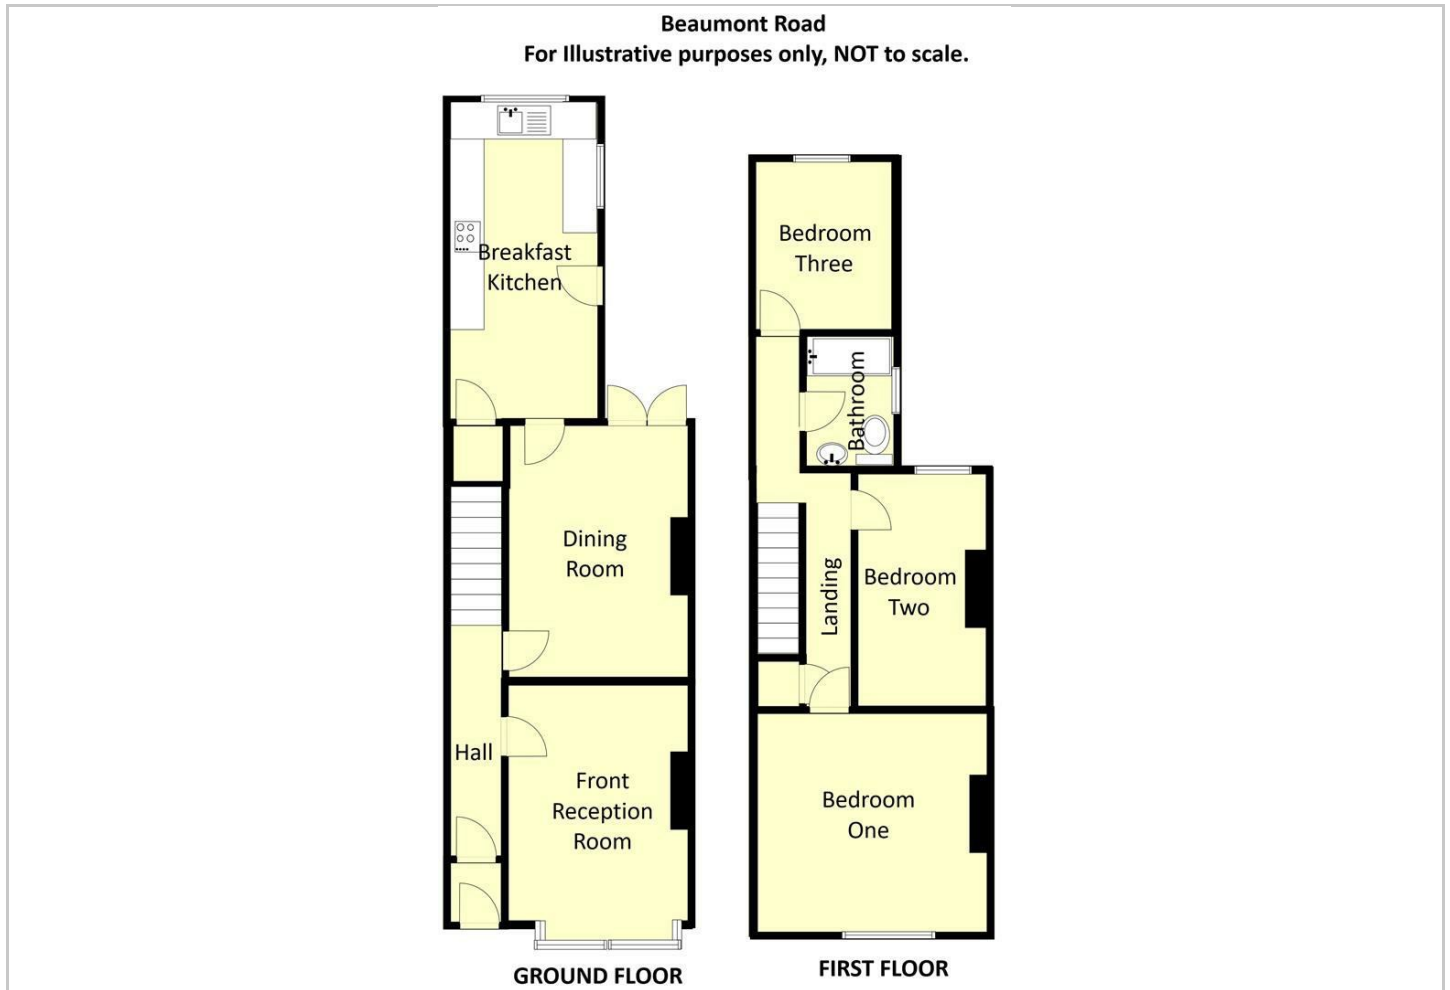 Beaumont Road
For Illustrative purposes only, NOT to scale.
Breakfast
Kitchen
Dining
Room
Hall
Front
Reception
Room
GROUND FLOOR
Bedroom
Three
Bathroom
Landing
Bedroom
Two
Bedroom
One
FIRST FLOOR